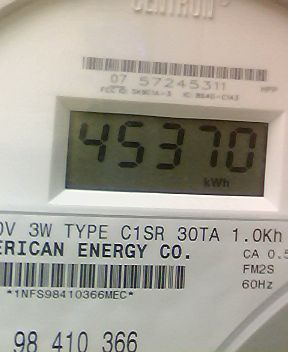 CENTRON
07 57245311
45370
kWh
0V 3W TYPE C1SR 30TA 1.0Kh
ERICAN ENERGY CO.
CA 0.5
FM2S
60Hz
*1NFS98410366MEC*
98 410 366